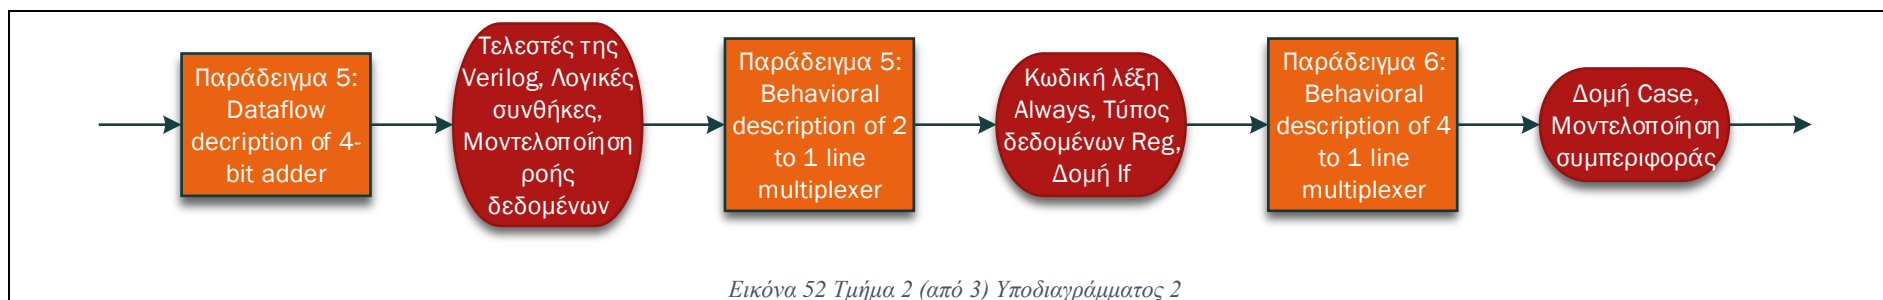 Παράδειγμα 5:
Dataflow
decription of 4-
bit adder
Τελεστές της
Verilog, Λογικές
συνθήκες,
Μοντελοποίηση
ροής
δεδομένων
Παράδειγμα 5:
Behavioral
description of 2
to 1 line
multiplexer
Κωδική λέξη
Always, Τύπος
δεδομένων Reg,
Δομή If
Παράδειγμα 6:
Behavioral
description of 4
to 1 line
multiplexer
Δομή Case,
Μοντελοποίηση
συμπεριφοράς
Εικόνα 52 Τμήμα 2 (από 3) Υποδιαγράμματος 2